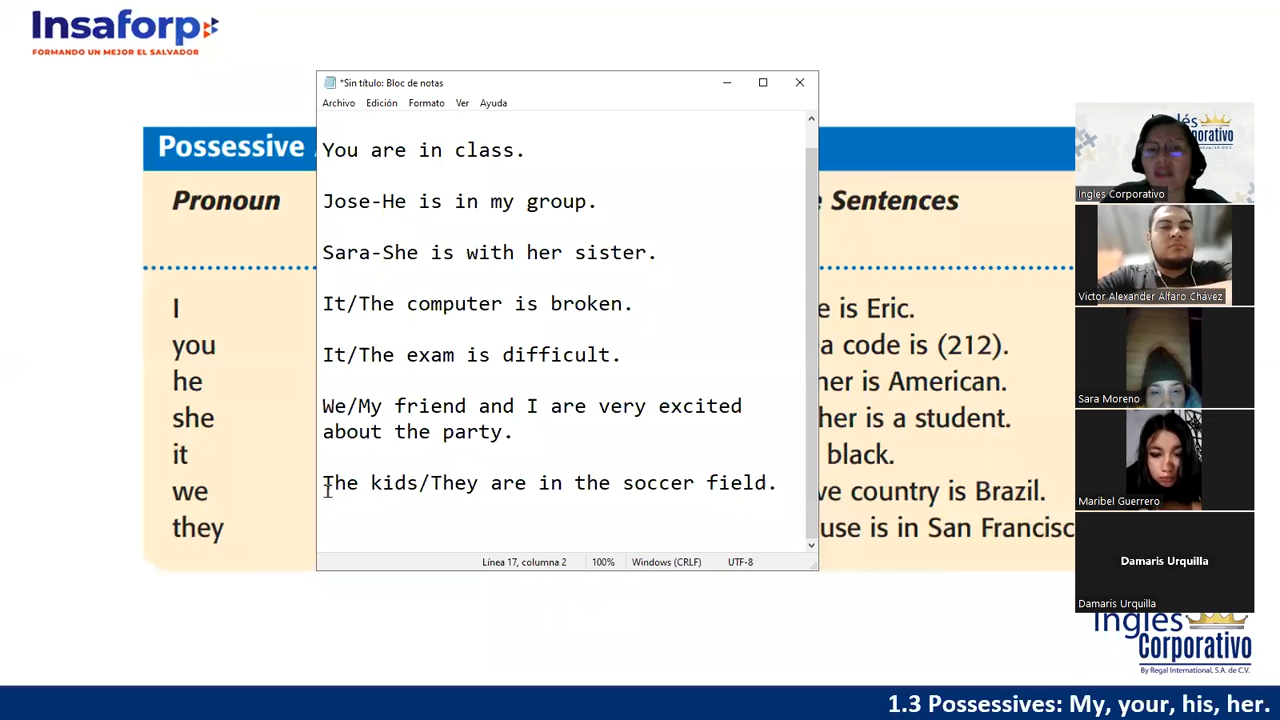 Insaforp
FORMANDO UN MEJOR EL SALVADOR
*Sin título: Bloc de notas
Archivo Edición Formato Ver Ayuda
You are in class.
Jose-He is in my group.
Sara-She is with her sister.
It/The computer is broken.
It/The exam is difficult.
We/My friend and I are very excited
about the party.
The kids/They are in the soccer field.
Línea 17, columna 2 100% Windows (CRLF) UTF-8
Possessive
Pronoun
Sentences
I
you
he
she
it
we
they
is Eric.
code is (212).
is American.
is a student.
black.
country is Brazil.
is in San
Ingles Corporativo
Victor Alexander Alfaro Chávez
Sara Moreno
Maribel Guerrero
Damaris Urquilla
Damaris Urquilla
Inglés
Corporativo
By Regal International, S.A. de C.V.
1.3 Possessives: My, your, his, her.